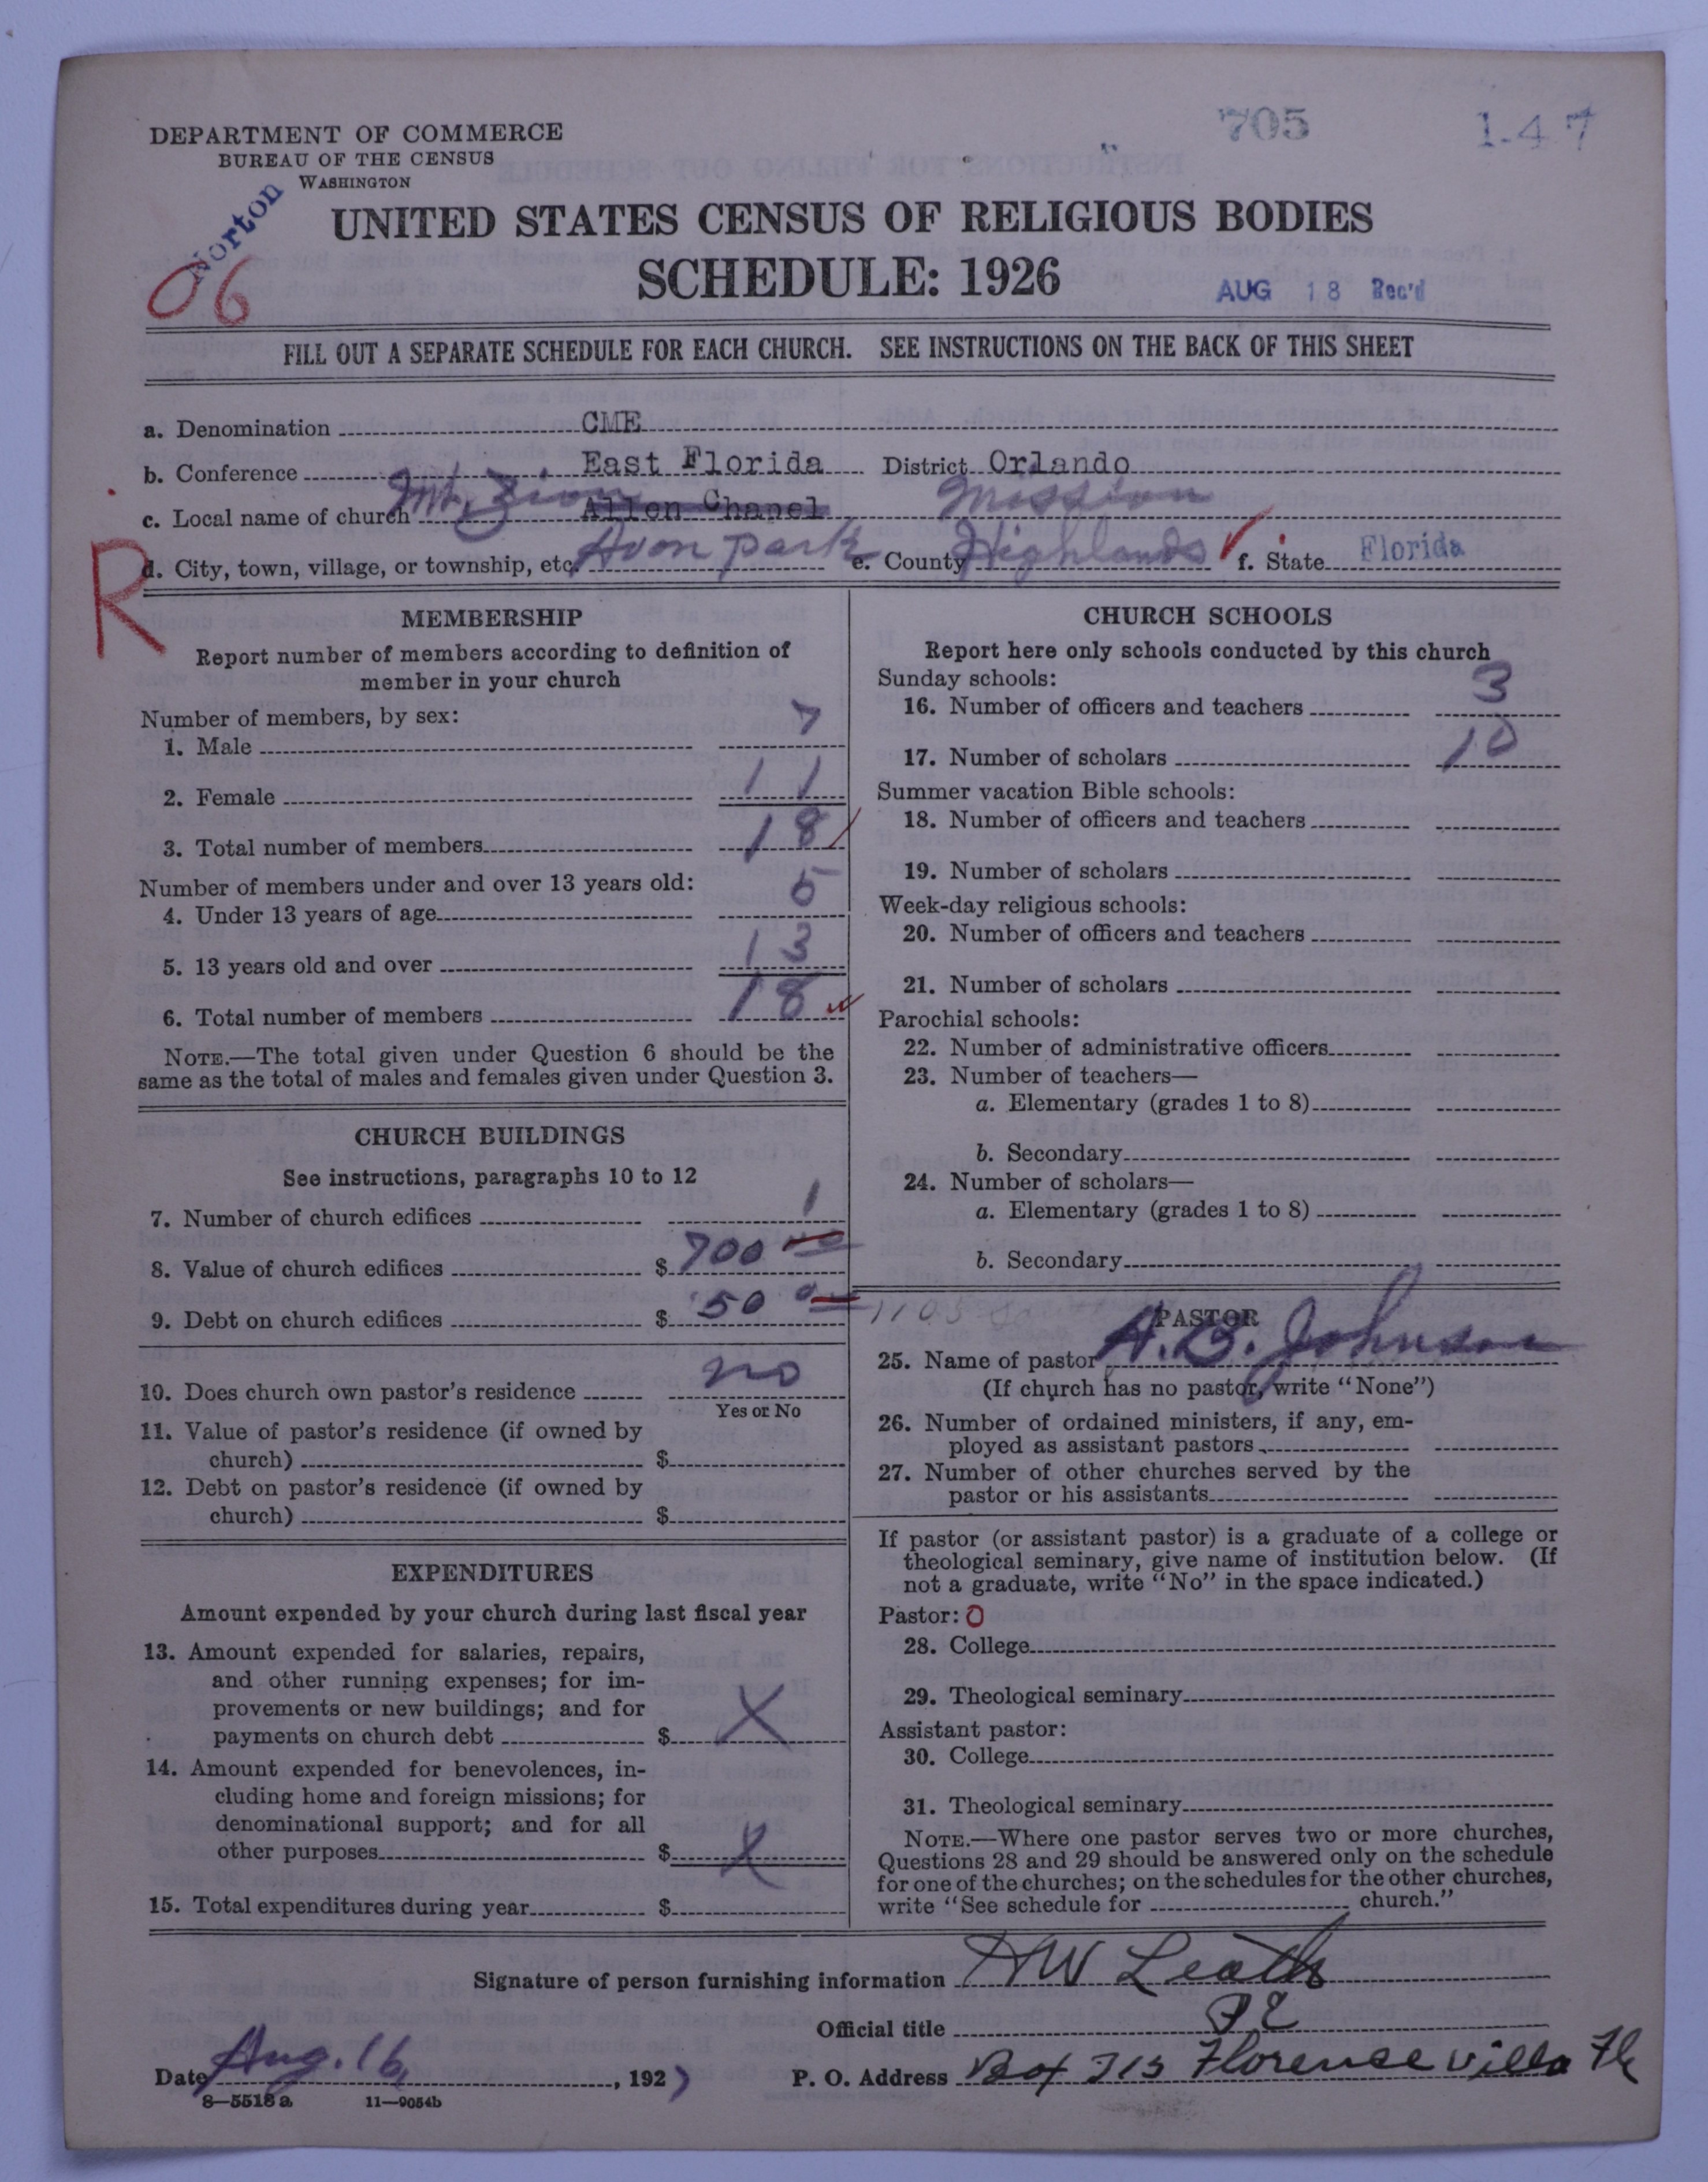 DEPARTMENT OF COMMERCE
BUREAU OF THE CENSUS
WASHINGTON
705
1-47
Norton
06
UNITED STATES CENSUS OF RELIGIOUS BODIES
SCHEDULE: 1926
AUG 18 Rec'd
FILL OUT A SEPARATE SCHEDULE FOR EACH CHURCH. SEE INSTRUCTIONS ON THE BACK OF THIS SHEET
a. Denomination CME
b. Conference East Florida District Orlando
c. Local name of church Mt. Zion Allen Chapel Mission
R
d. City, town, village, or township, etc. Avon park e. County Highlands f. State Florida
MEMBERSHIP
Report number of members according to definition of
member in your church
Number of members, by sex:
1. Male 7
2. Female 11
3. Total number of members 18
Number of members under and over 13 years old:
4. Under 13 years of age 5
5. 13 years old and over 13
6. Total number of members 18
NOTE.—The total given under Question 6 should be the
same as the total of males and females given under Question 3.
CHURCH BUILDINGS
See instructions, paragraphs 10 to 12
7. Number of church edifices 1
8. Value of church edifices $ 700 00
9. Debt on church edifices $ 50 00
10. Does church own pastor's residence no
Yes or No
11. Value of pastor's residence (if owned by
church) $
12. Debt on pastor's residence (if owned by
church) $
EXPENDITURES
Amount expended by your church during last fiscal year
13. Amount expended for salaries, repairs,
and other running expenses; for im-
provements or new buildings; and for
payments on church debt $ X
14. Amount expended for benevolences, in-
cluding home and foreign missions; for
denominational support; and for all
other purposes $ X
15. Total expenditures during year $
CHURCH SCHOOLS
Report here only schools conducted by this church
Sunday schools:
16. Number of officers and teachers 3
17. Number of scholars 10
Summer vacation Bible schools:
18. Number of officers and teachers
19. Number of scholars
Week-day religious schools:
20. Number of officers and teachers
21. Number of scholars
Parochial schools:
22. Number of administrative officers
23. Number of teachers—
a. Elementary (grades 1 to 8)
b. Secondary
24. Number of scholars—
a. Elementary (grades 1 to 8)
b. Secondary
PASTOR
25. Name of pastor A. B. Johnson
(If church has no pastor, write "None")
26. Number of ordained ministers, if any, em-
ployed as assistant pastors
27. Number of other churches served by the
pastor or his assistants
If pastor (or assistant pastor) is a graduate of a college or
theological seminary, give name of institution below. (If
not a graduate, write "No" in the space indicated.)
Pastor: O
28. College
29. Theological seminary
Assistant pastor:
30. College
31. Theological seminary
NOTE.—Where one pastor serves two or more churches,
Questions 28 and 29 should be answered only on the schedule
for one of the churches; on the schedules for the other churches,
write "See schedule for church."
Signature of person furnishing information HW Leath
Official title PE
Date Aug. 16, 1927 P. O. Address Box 715 Florence villa Fla
8—5518 a 11—9054b